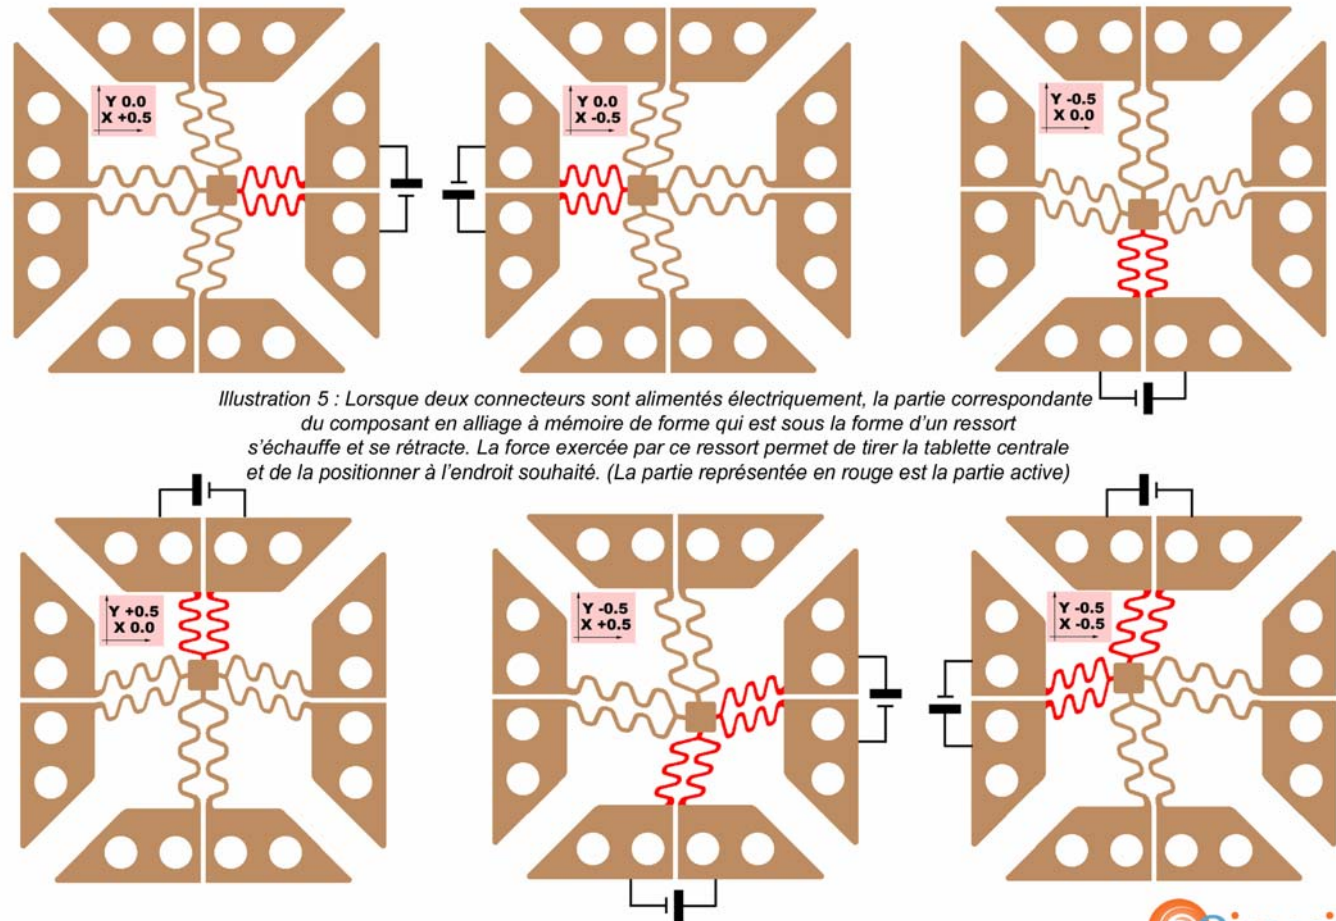 Y 0.0
X +0.5
Y 0.0
X -0.5
Y -0.5
X 0.0
Illustration 5 : Lorsque deux connecteurs sont alimentés électriquement, la partie correspondante
du composant en alliage à mémoire de forme qui est sous la forme d'un ressort
s'échauffe et se rétracte. La force exercée par ce ressort permet de tirer la tablette centrale
et de la positionner à l'endroit souhaité. (La partie représentée en rouge est la partie active)
Y +0.5
X 0.0
Y -0.5
X +0.5
Y -0.5
X -0.5